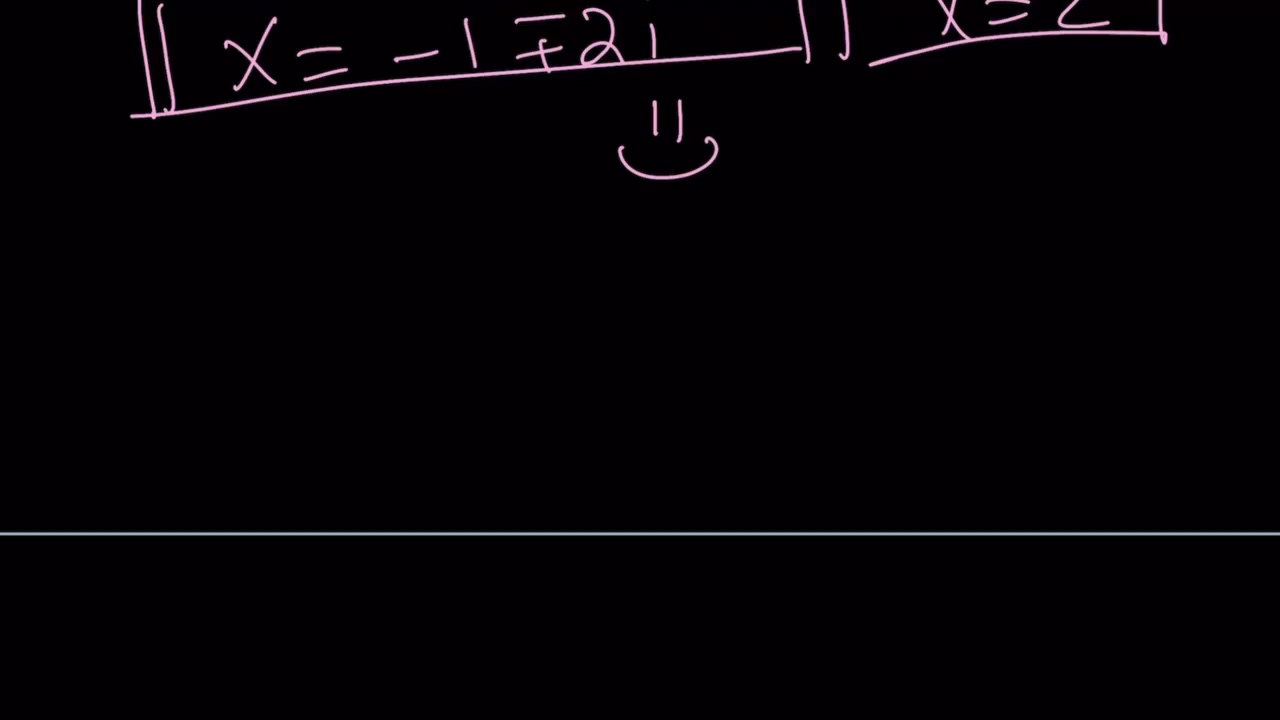 x = -1 ∓ 2i
x = 2